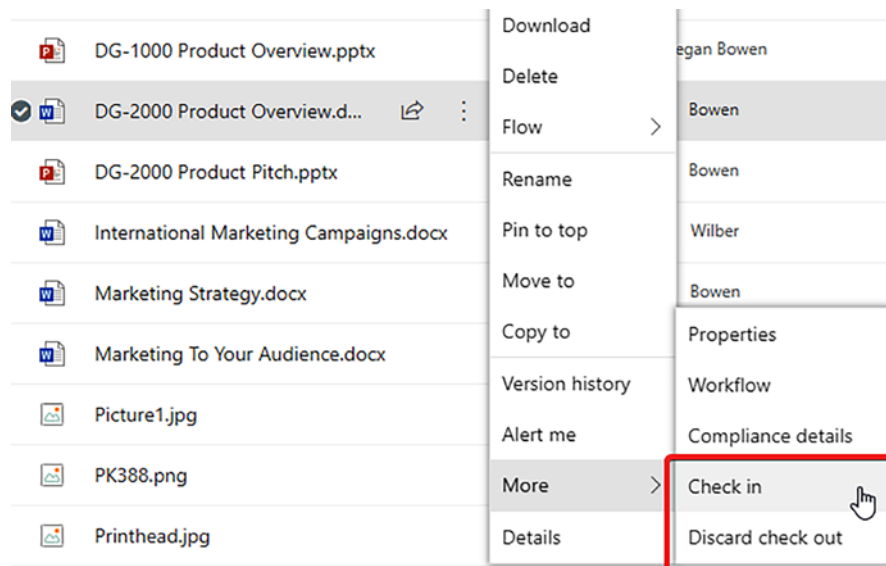 Download
DG-1000 Product Overview.pptx
egan Bowen
Delete
DG-2000 Product Overview.d...
Bowen
Flow
DG-2000 Product Pitch.pptx
Bowen
Rename
International Marketing Campaigns.docx
Pin to top
Wilber
Marketing Strategy.docx
Move to
Bowen
Marketing To Your Audience.docx
Copy to
Properties
Version history
Workflow
Picture1.jpg
Alert me
Compliance details
PK388.png
More
Check in
Printhead.jpg
Details
Discard check out